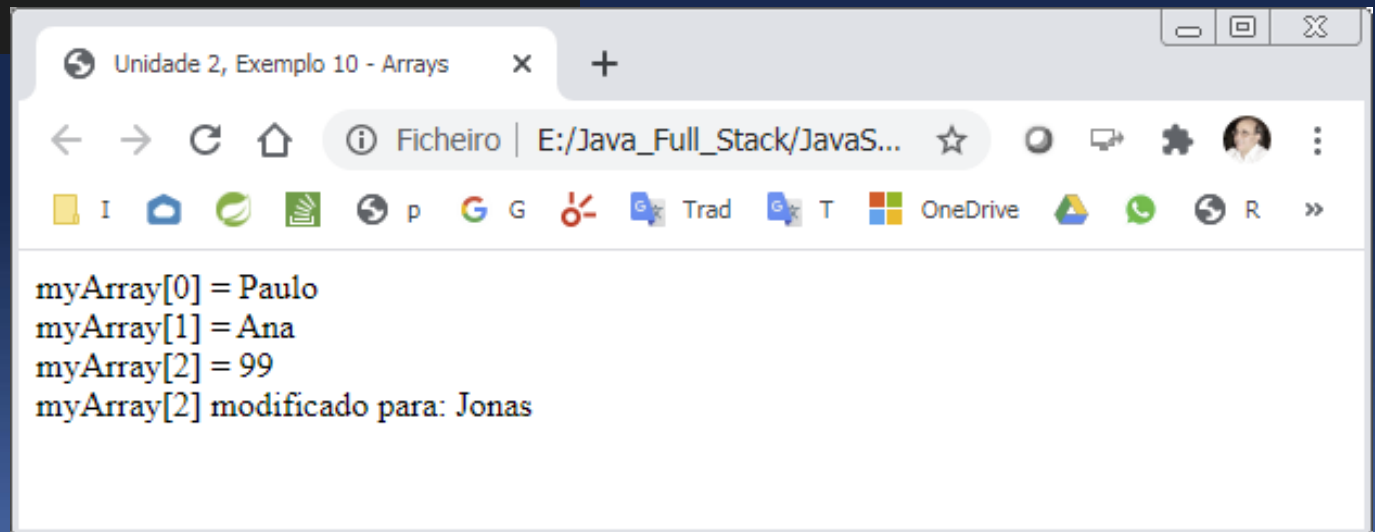 Unidade 2, Exemplo 10 - Arrays
Ficheiro | E:/Java_Full_Stack/JavaS...
I p G G Trad T OneDrive R »
myArray[0] = Paulo
myArray[1] = Ana
myArray[2] = 99
myArray[2] modificado para: Jonas